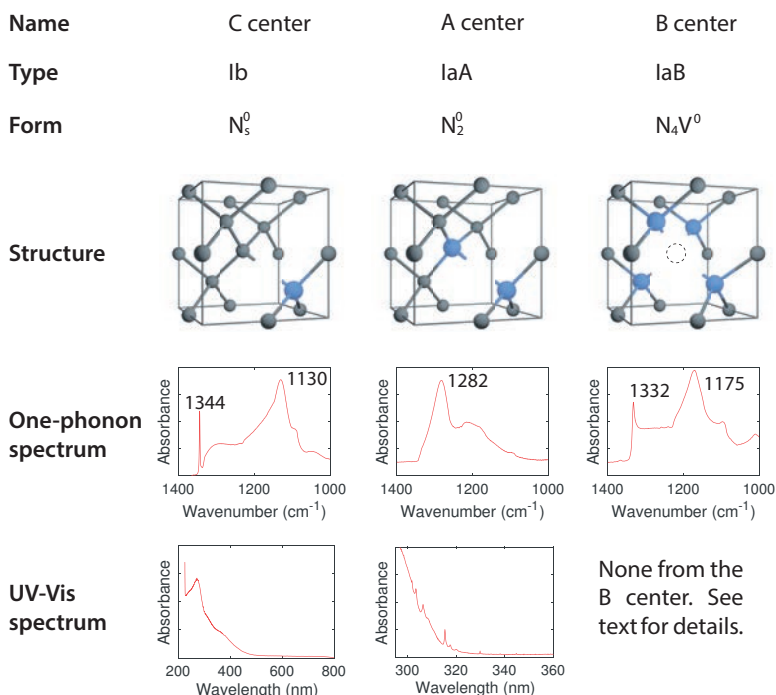 Name C center A center B center
Type Ib IaA IaB
Form N⁰ₛ N⁰₂ N₄V⁰
Structure
One-phonon spectrum
Absorbance
1344
1130
1400 1200 1000
Wavenumber (cm⁻¹)
Absorbance
1282
1400 1200 1000
Wavenumber (cm⁻¹)
Absorbance
1332
1175
1400 1200 1000
Wavenumber (cm⁻¹)
UV-Vis
spectrum
Absorbance
200 400 600 800
Wavelength (nm)
Absorbance
300 320 340 360
Wavelength (nm)
None from the
B center. See
text for details.